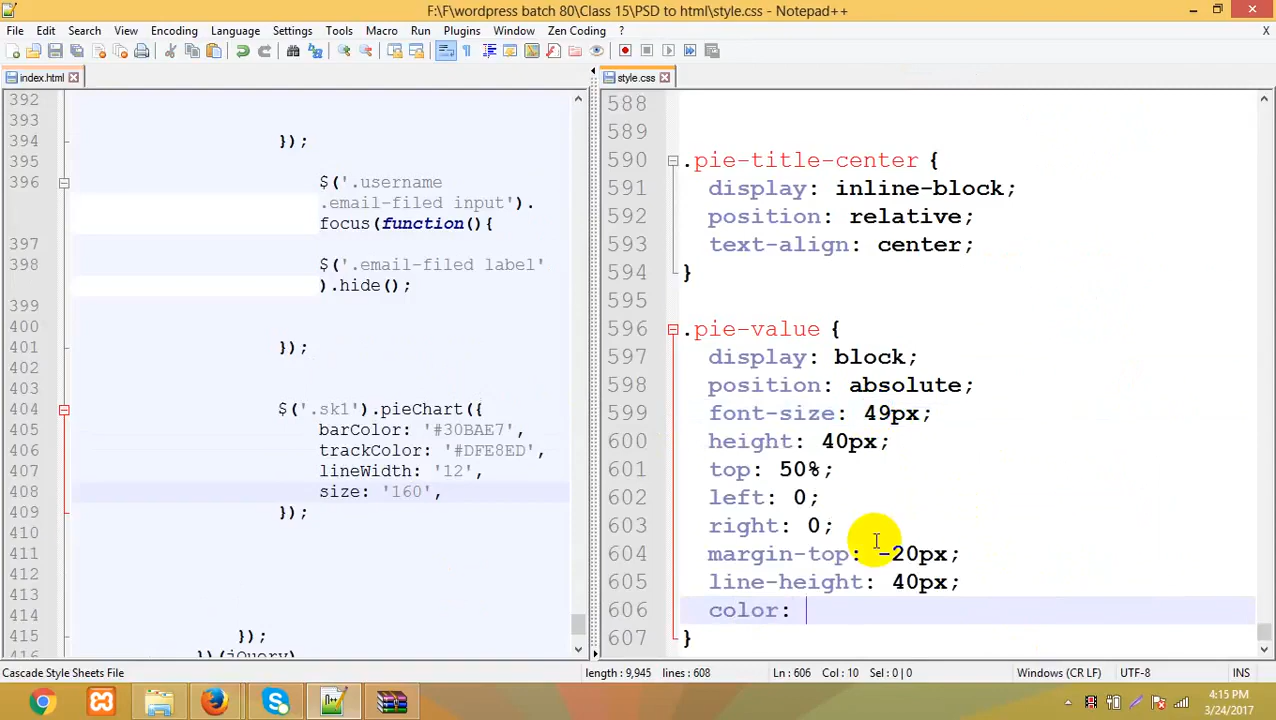 F:\F\wordpress batch 80\Class 15\PSD to html\style.css - Notepad++
File Edit Search View Encoding Language Settings Tools Macro Run Plugins Window Zen Coding ? X
index.html
392
393
394 });
395
396 $('.username
.email-filed input').
focus(function(){
397
398 $('.email-filed label'
).hide();
399
400
401 });
402
403
404 $('.sk1').pieChart({
405 barColor: '#30BAE7',
406 trackColor: '#DFE8ED',
407 lineWidth: '12',
408 size: '160',
409 });
410
411
412
413
414
415 });
416 })(jQuery)
style.css
588
589
590 .pie-title-center {
591 display: inline-block;
592 position: relative;
593 text-align: center;
594 }
595
596 .pie-value {
597 display: block;
598 position: absolute;
599 font-size: 49px;
600 height: 40px;
601 top: 50%;
602 left: 0;
603 right: 0;
604 margin-top: -20px;
605 line-height: 40px;
606 color:
607 }
Cascade Style Sheets File length : 9,945 lines : 608 Ln : 606 Col : 10 Sel : 0 | 0 Windows (CR LF) UTF-8 INS
4:15 PM
3/24/2017